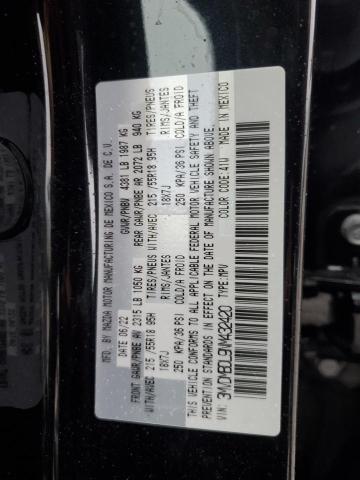 MFD. BY MAZDA MOTOR MANUFACTURING DE MEXICO S.A. DE C.V.
DATE 06/22 GVWR/PNBV 4381 LB 1987 KG
FRONT GAWR/PNBE AV 2315 LB 1050 KG REAR GAWR/PNBE AR 2072 LB 940 KG
WITH/AVEC 215/55R18 95H TIRES/PNEUS WITH/AVEC 215/55R18 95H TIRES/PNEUS
18X7J RIMS/JANTES 18X7J RIMS/JANTES
250 KPA/36 PSI COLD/A FROID 250 KPA/36 PSI COLD/A FROID
THIS VEHICLE CONFORMS TO ALL APPLICABLE FEDERAL MOTOR VEHICLE SAFETY AND THEFT
PREVENTION STANDARDS IN EFFECT ON THE DATE OF MANUFACTURE SHOWN ABOVE.
VIN: TYPE:MPV COLOR CODE:41W MADE IN MEXICO